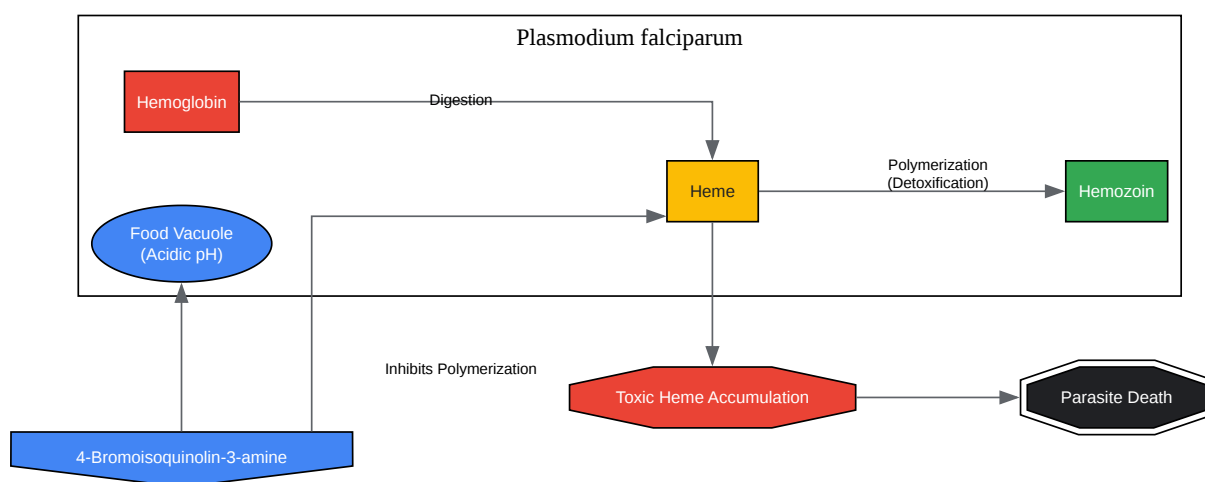 Plasmodium falciparum
Hemoglobin
Digestion
Heme
Polymerization
(Detoxification)
Hemozoin
Food Vacuole
(Acidic pH)
Inhibits Polymerization
Toxic Heme Accumulation
Parasite Death
4-Bromoisoquinolin-3-amine